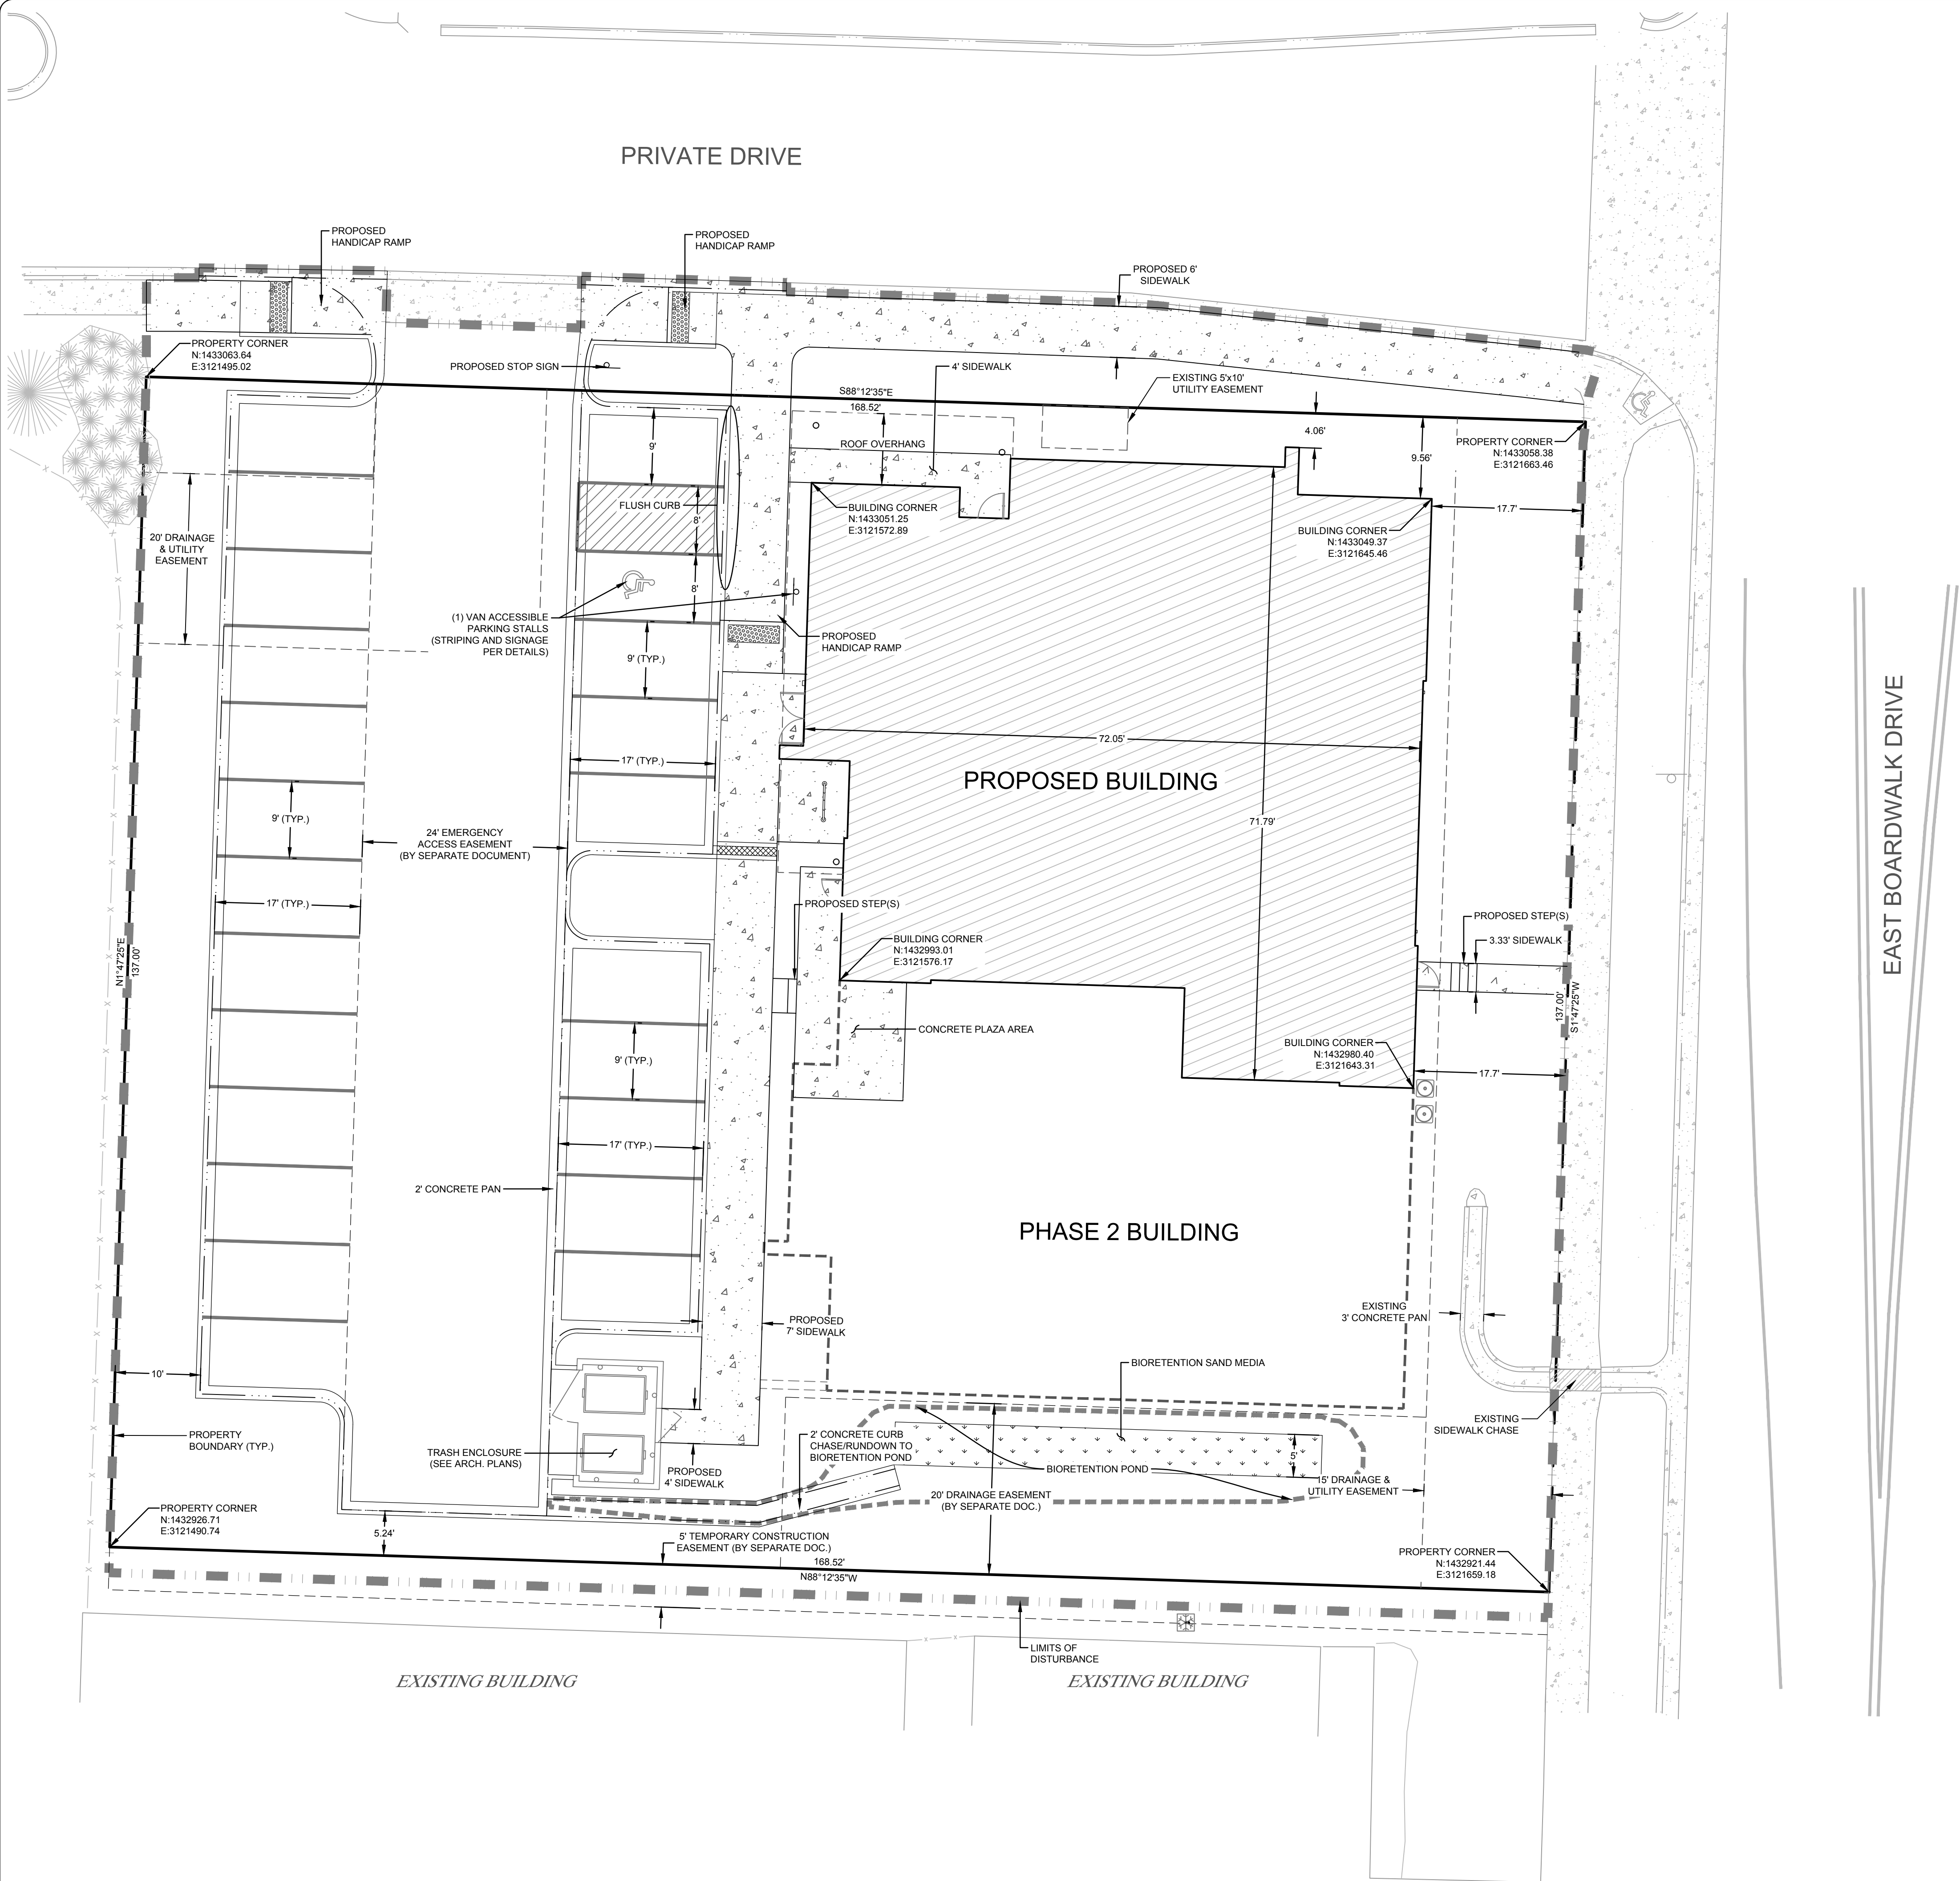 PRIVATE DRIVE
PROPOSED
HANDICAP RAMP
PROPOSED
HANDICAP RAMP
PROPOSED 6'
SIDEWALK
PROPERTY CORNER
N:1433063.64
E:3121495.02
PROPOSED STOP SIGN
4' SIDEWALK
EXISTING 5'x10'
UTILITY EASEMENT
S88°12'35"E
168.52'
ROOF OVERHANG
4.06'
9.56'
PROPERTY CORNER
N:1433058.38
E:3121663.46
9'
FLUSH CURB
8'
8'
BUILDING CORNER
N:1433051.25
E:3121572.89
BUILDING CORNER
N:1433049.37
E:3121645.46
17.7'
20' DRAINAGE
& UTILITY
EASEMENT
(1) VAN ACCESSIBLE
PARKING STALLS
(STRIPING AND SIGNAGE
PER DETAILS)
PROPOSED
HANDICAP RAMP
9' (TYP.)
72.05'
17' (TYP.)
PROPOSED BUILDING
71.79'
9' (TYP.)
24' EMERGENCY
ACCESS EASEMENT
(BY SEPARATE DOCUMENT)
EAST BOARDWALK DRIVE
17' (TYP.)
PROPOSED STEP(S)
PROPOSED STEP(S)
3.33' SIDEWALK
N1°47'25"E
137.00'
BUILDING CORNER
N:1432993.01
E:3121576.17
137.00'
S1°47'25"W
CONCRETE PLAZA AREA
BUILDING CORNER
N:1432980.40
E:3121643.31
9' (TYP.)
17.7'
17' (TYP.)
2' CONCRETE PAN
PHASE 2 BUILDING
EXISTING
3' CONCRETE PAN
PROPOSED
7' SIDEWALK
BIORETENTION SAND MEDIA
10'
PROPERTY
BOUNDARY (TYP.)
EXISTING
SIDEWALK CHASE
2' CONCRETE CURB
CHASE/RUNDOWN TO
BIORETENTION POND
TRASH ENCLOSURE
(SEE ARCH. PLANS)
5'
BIORETENTION POND
PROPOSED
4' SIDEWALK
15' DRAINAGE &
UTILITY EASEMENT
20' DRAINAGE EASEMENT
(BY SEPARATE DOC.)
PROPERTY CORNER
N:1432926.71
E:3121490.74
5.24'
5' TEMPORARY CONSTRUCTION
EASEMENT (BY SEPARATE DOC.)
168.52'
N88°12'35"W
PROPERTY CORNER
N:1432921.44
E:3121659.18
LIMITS OF
DISTURBANCE
EXISTING BUILDING
EXISTING BUILDING